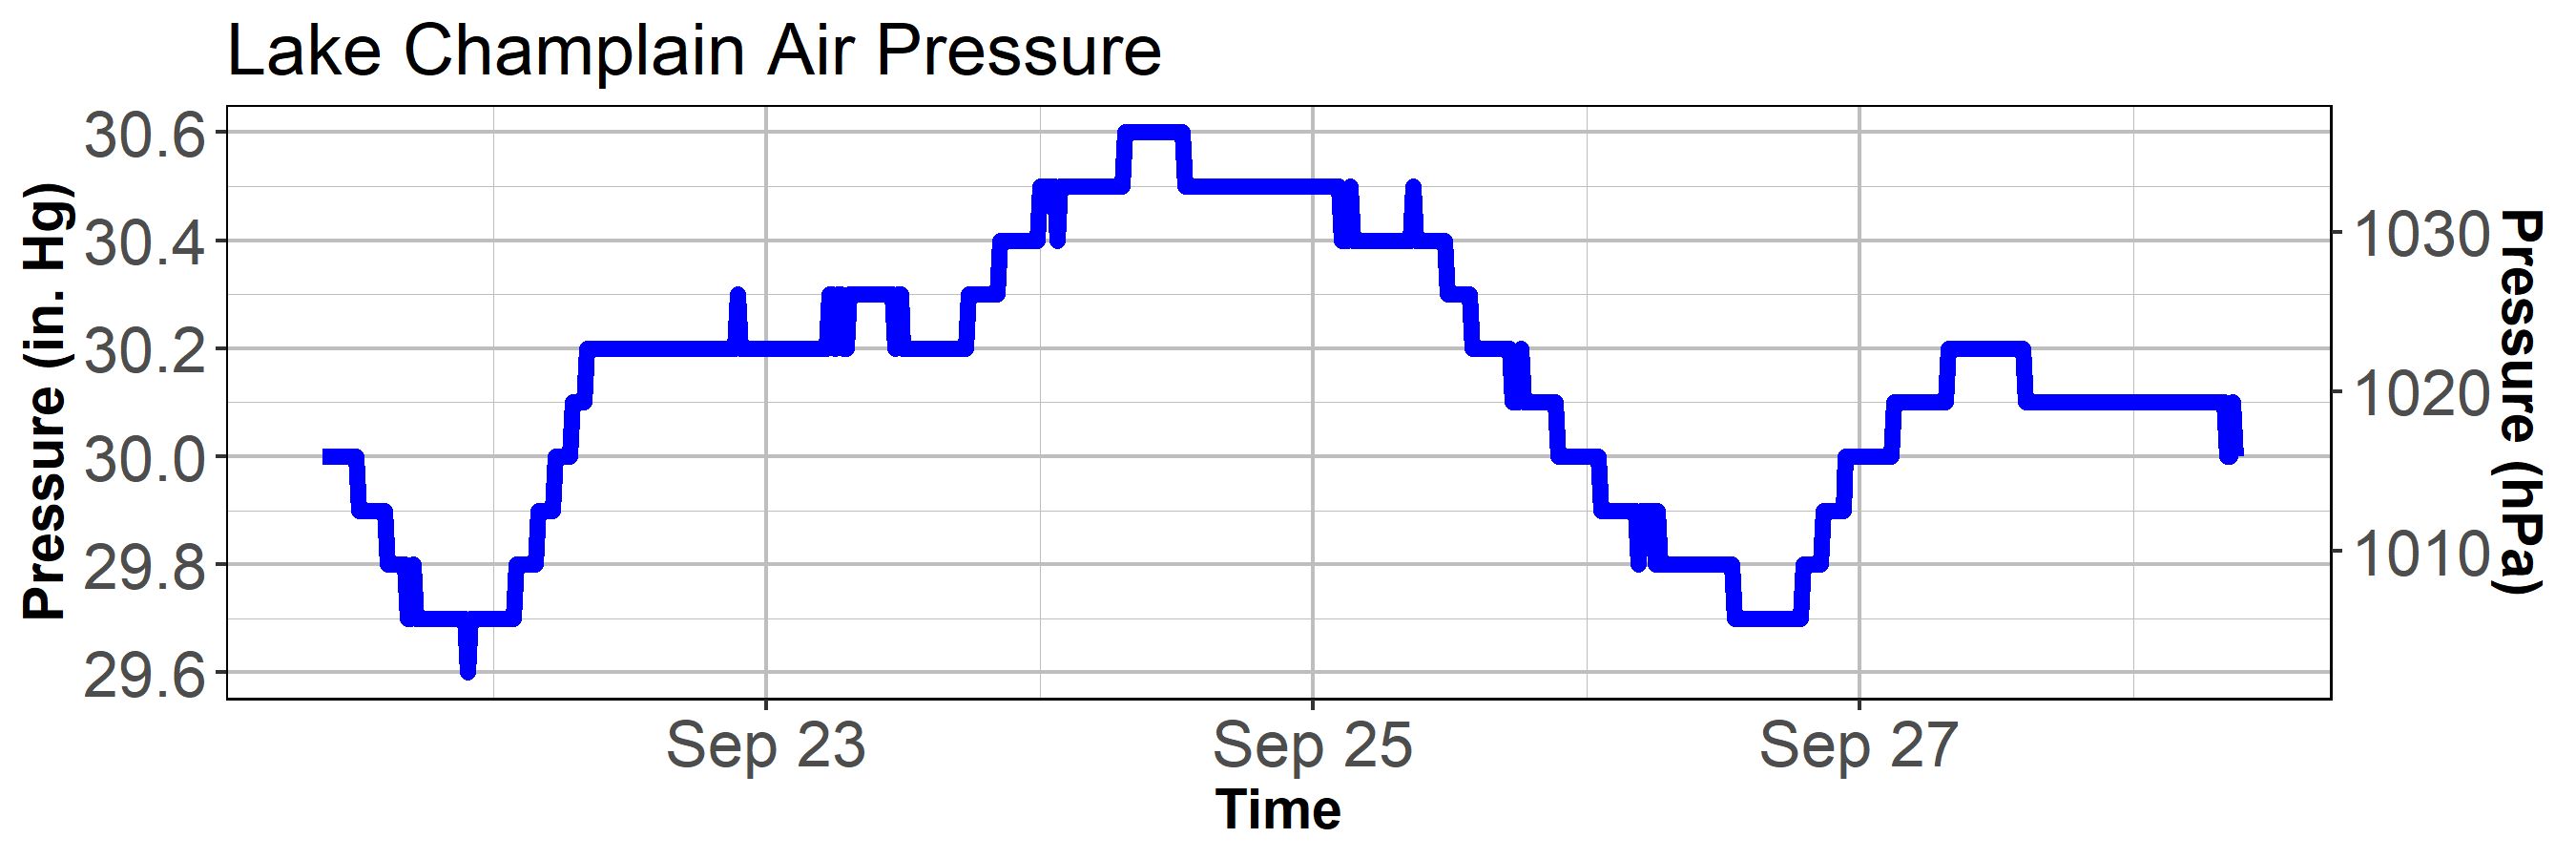 Lake Champlain Air Pressure
Pressure (in. Hg)
30.6
30.4
30.2
30.0
29.8
29.6
1030
1020
1010
Pressure (hPa)
Sep 23 Sep 25 Sep 27
Time